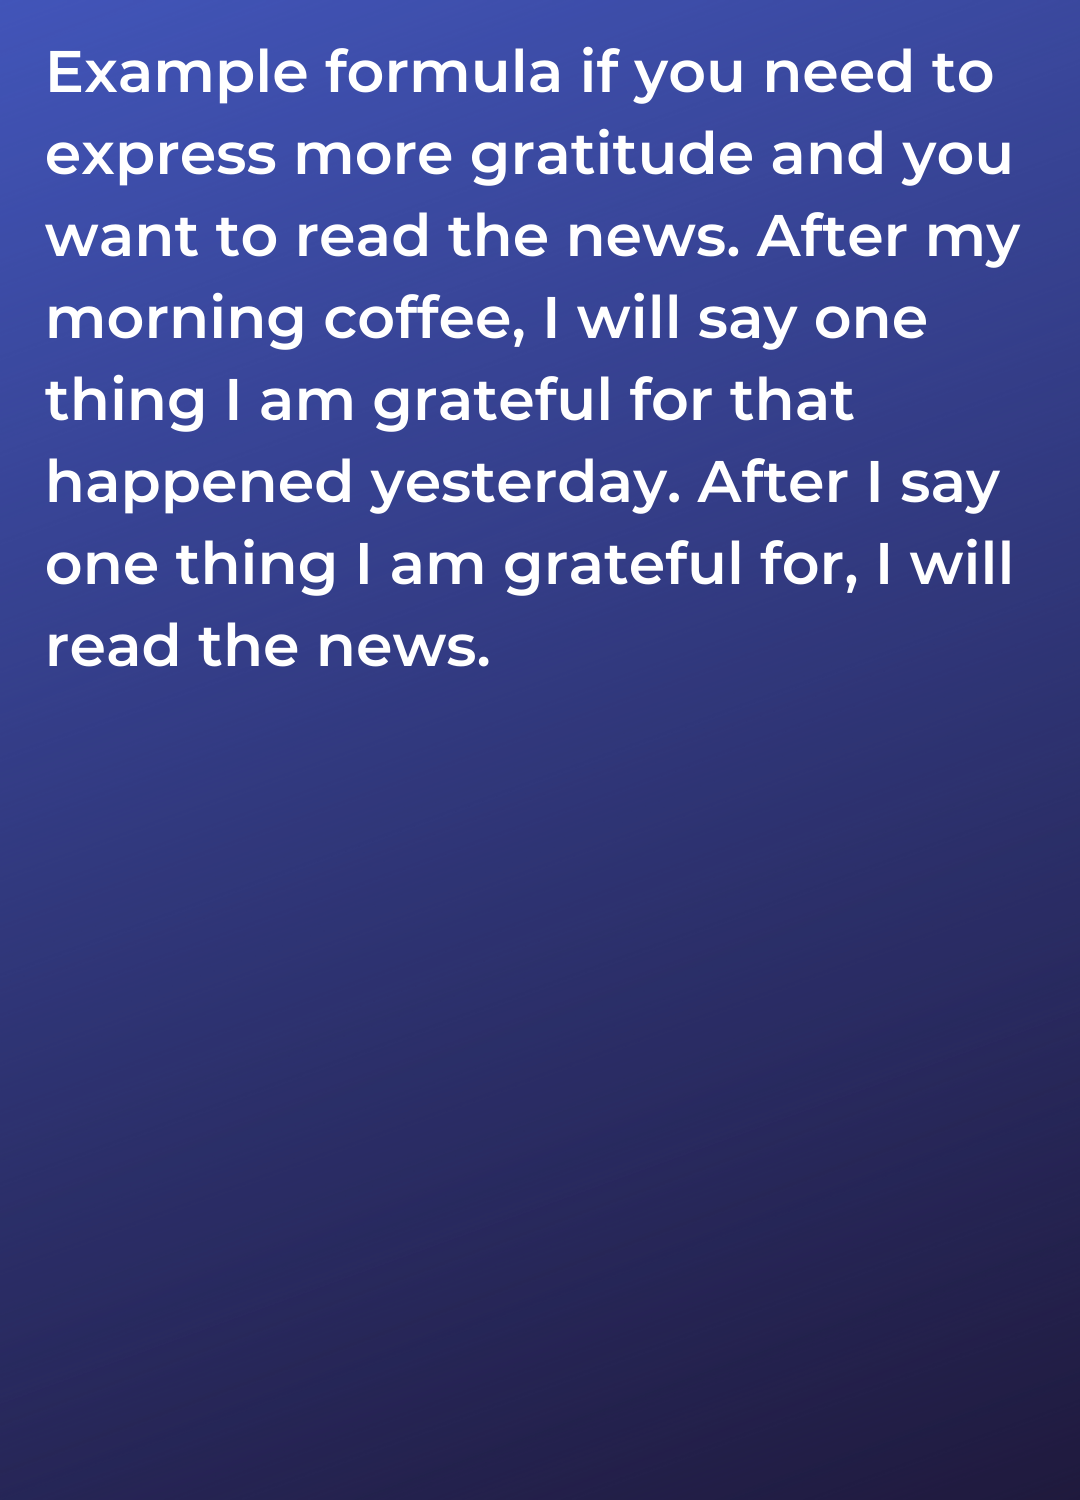 Example formula if you need to
express more gratitude and you
want to read the news. After my
morning coffee, I will say one
thing I am grateful for that
happened yesterday. After I say
one thing I am grateful for, I will
read the news.